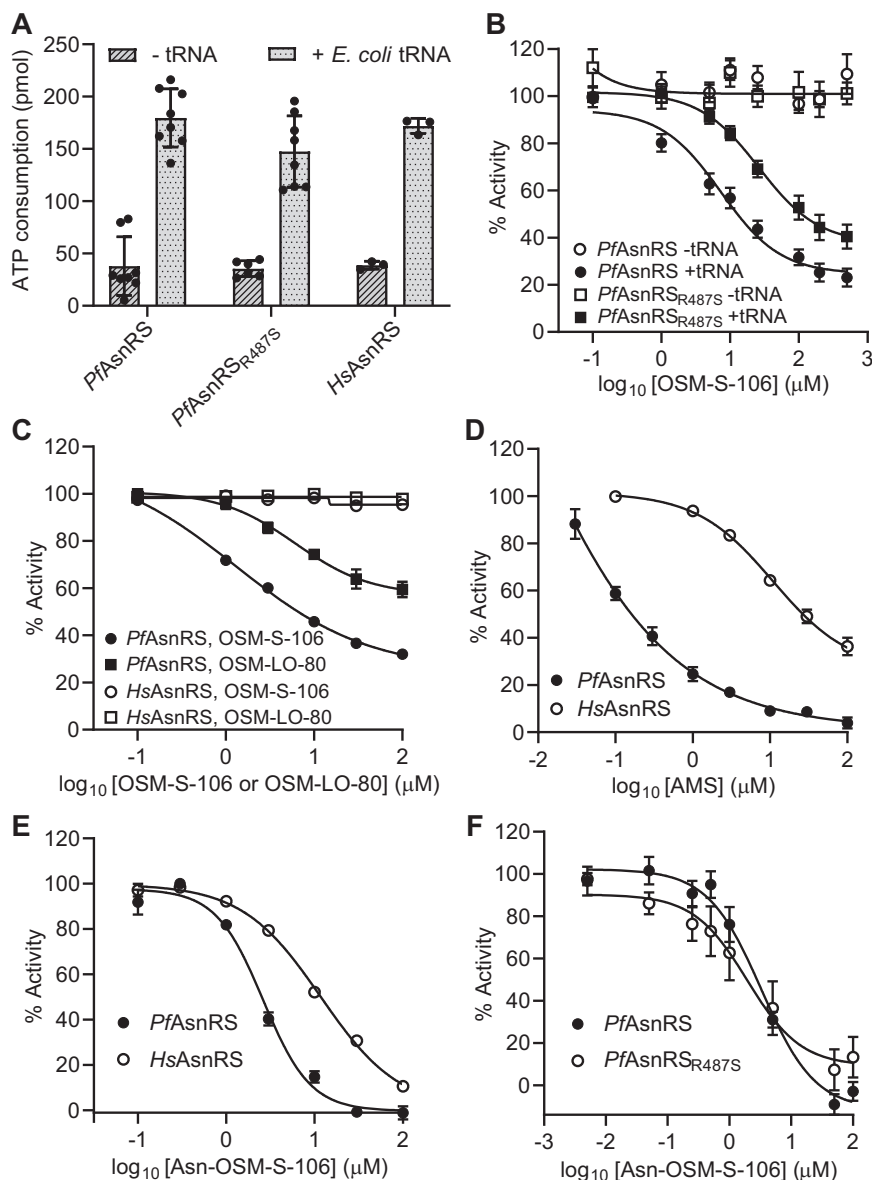 A
ATP consumption (pmol)
250
200
150
100
50
0
- tRNA
+ E. coli tRNA
PfAsnRS
PfAsnRSR487S
HsAsnRS
B
% Activity
120
100
80
60
40
20
0
PfAsnRS -tRNA
PfAsnRS +tRNA
PfAsnRSR487S -tRNA
PfAsnRSR487S +tRNA
-1 0 1 2 3
log10 [OSM-S-106] (μM)
C
% Activity
120
100
80
60
40
20
0
PfAsnRS, OSM-S-106
PfAsnRS, OSM-LO-80
HsAsnRS, OSM-S-106
HsAsnRS, OSM-LO-80
-1 0 1 2
log10 [OSM-S-106 or OSM-LO-80] (μM)
D
% Activity
120
100
80
60
40
20
0
PfAsnRS
HsAsnRS
-2 -1 0 1 2
log10 [AMS] (μM)
E
% Activity
120
100
80
60
40
20
0
PfAsnRS
HsAsnRS
-1 0 1 2
log10 [Asn-OSM-S-106] (μM)
F
% Activity
120
100
80
60
40
20
0
PfAsnRS
PfAsnRSR487S
-3 -2 -1 0 1 2
log10 [Asn-OSM-S-106] (μM)